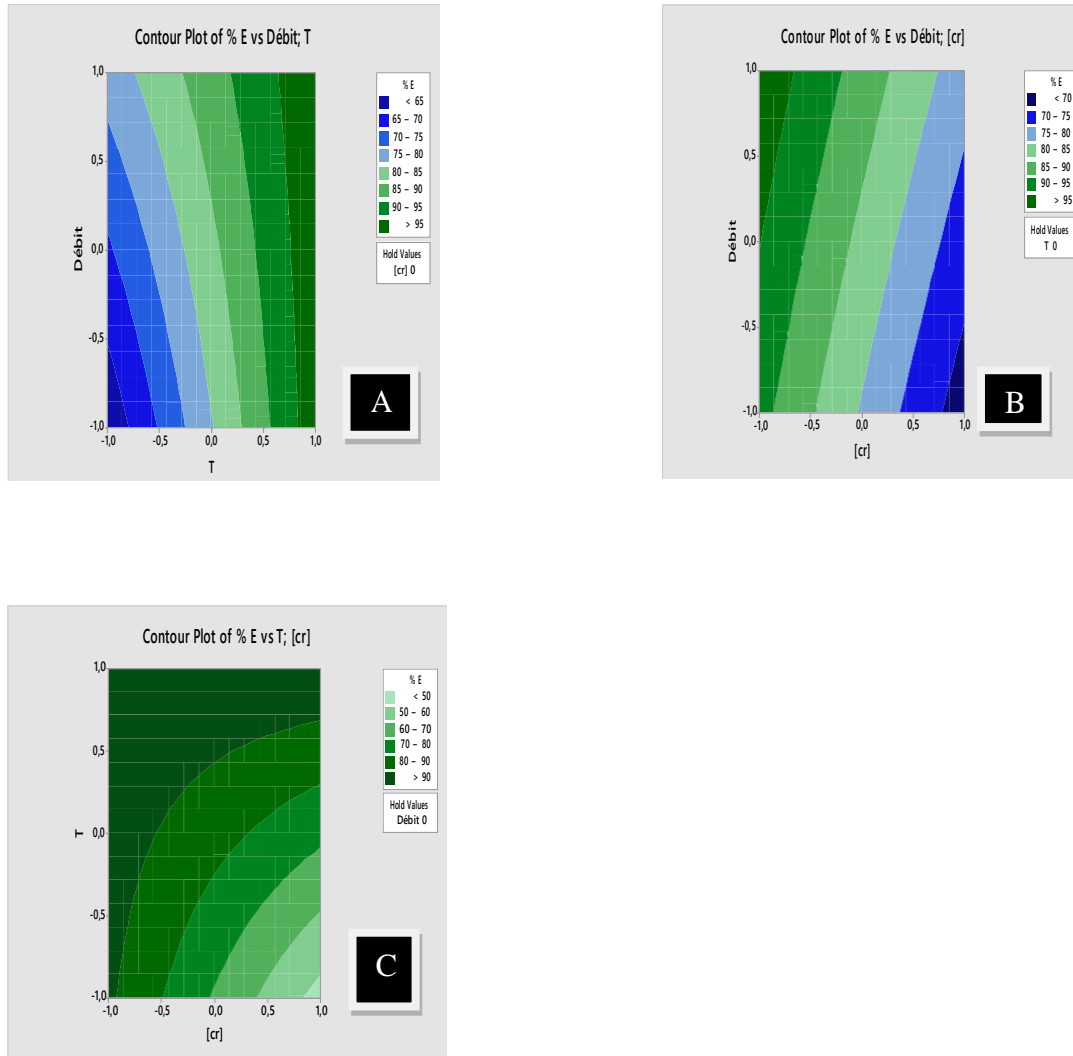 Contour Plot of % E vs Débit; T
% E
< 65
65 – 70
70 – 75
75 – 80
80 – 85
85 – 90
90 – 95
> 95
Hold Values
[cr] 0
1,0
0,5
0,0
-0,5
-1,0
Débit
-1,0 -0,5 0,0 0,5 1,0
T
A
Contour Plot of % E vs Débit; [cr]
% E
< 70
70 – 75
75 – 80
80 – 85
85 – 90
90 – 95
> 95
Hold Values
T 0
1,0
0,5
0,0
-0,5
-1,0
Débit
-1,0 -0,5 0,0 0,5 1,0
[cr]
B
Contour Plot of % E vs T; [cr]
% E
< 50
50 – 60
60 – 70
70 – 80
80 – 90
> 90
Hold Values
Débit 0
1,0
0,5
0,0
-0,5
-1,0
T
-1,0 -0,5 0,0 0,5 1,0
[cr]
C